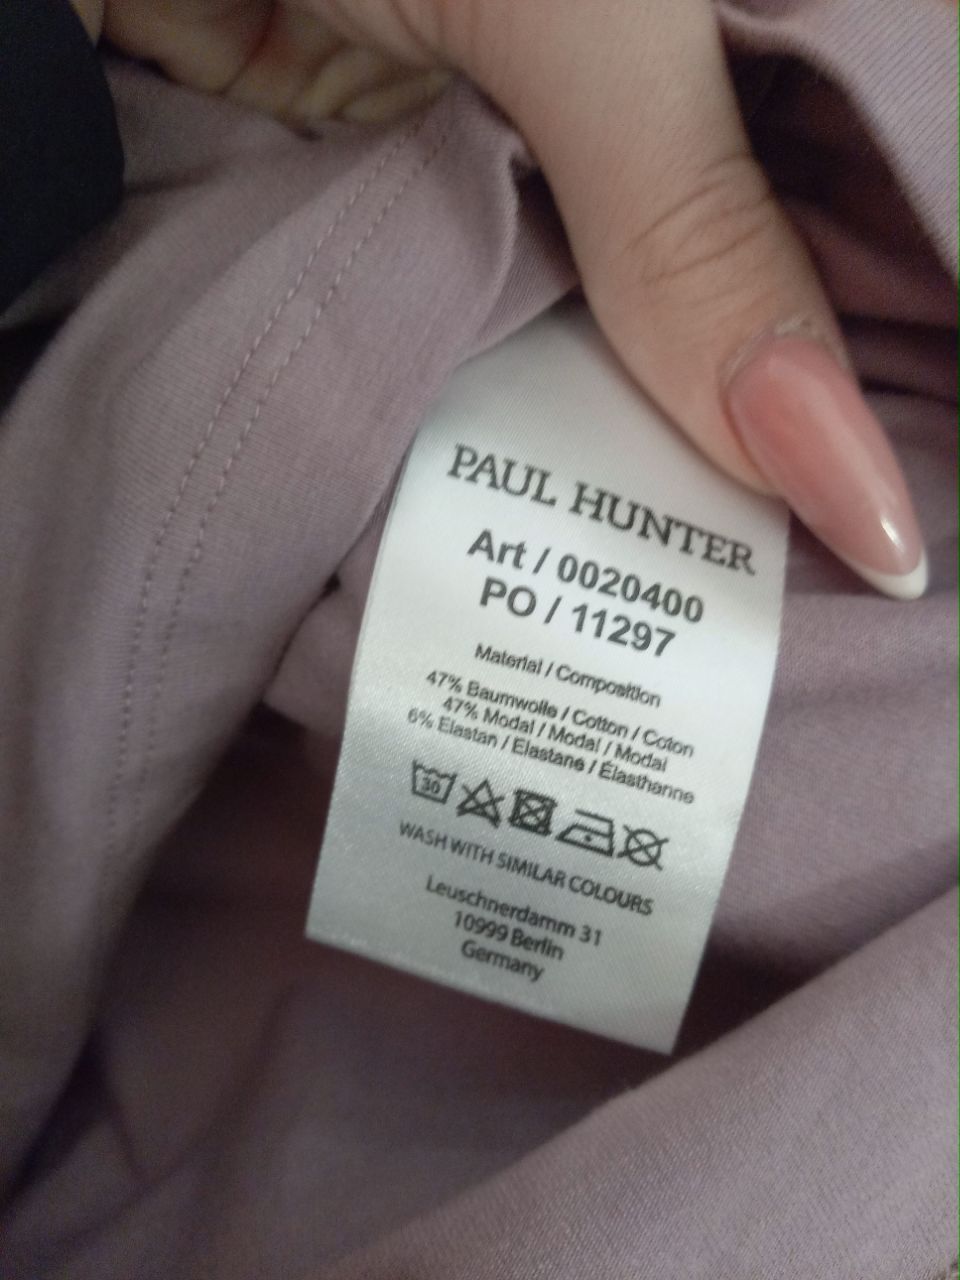 PAUL HUNTER
Art / 0020400
PO / 11297
Material / Composition
47% Baumwolle / Cotton / Coton
47% Modal / Modal / Modal
6% Elastan / Elastane / Élasthanne
30
WASH WITH SIMILAR COLOURS
Leuschnerdamm 31
10999 Berlin
Germany